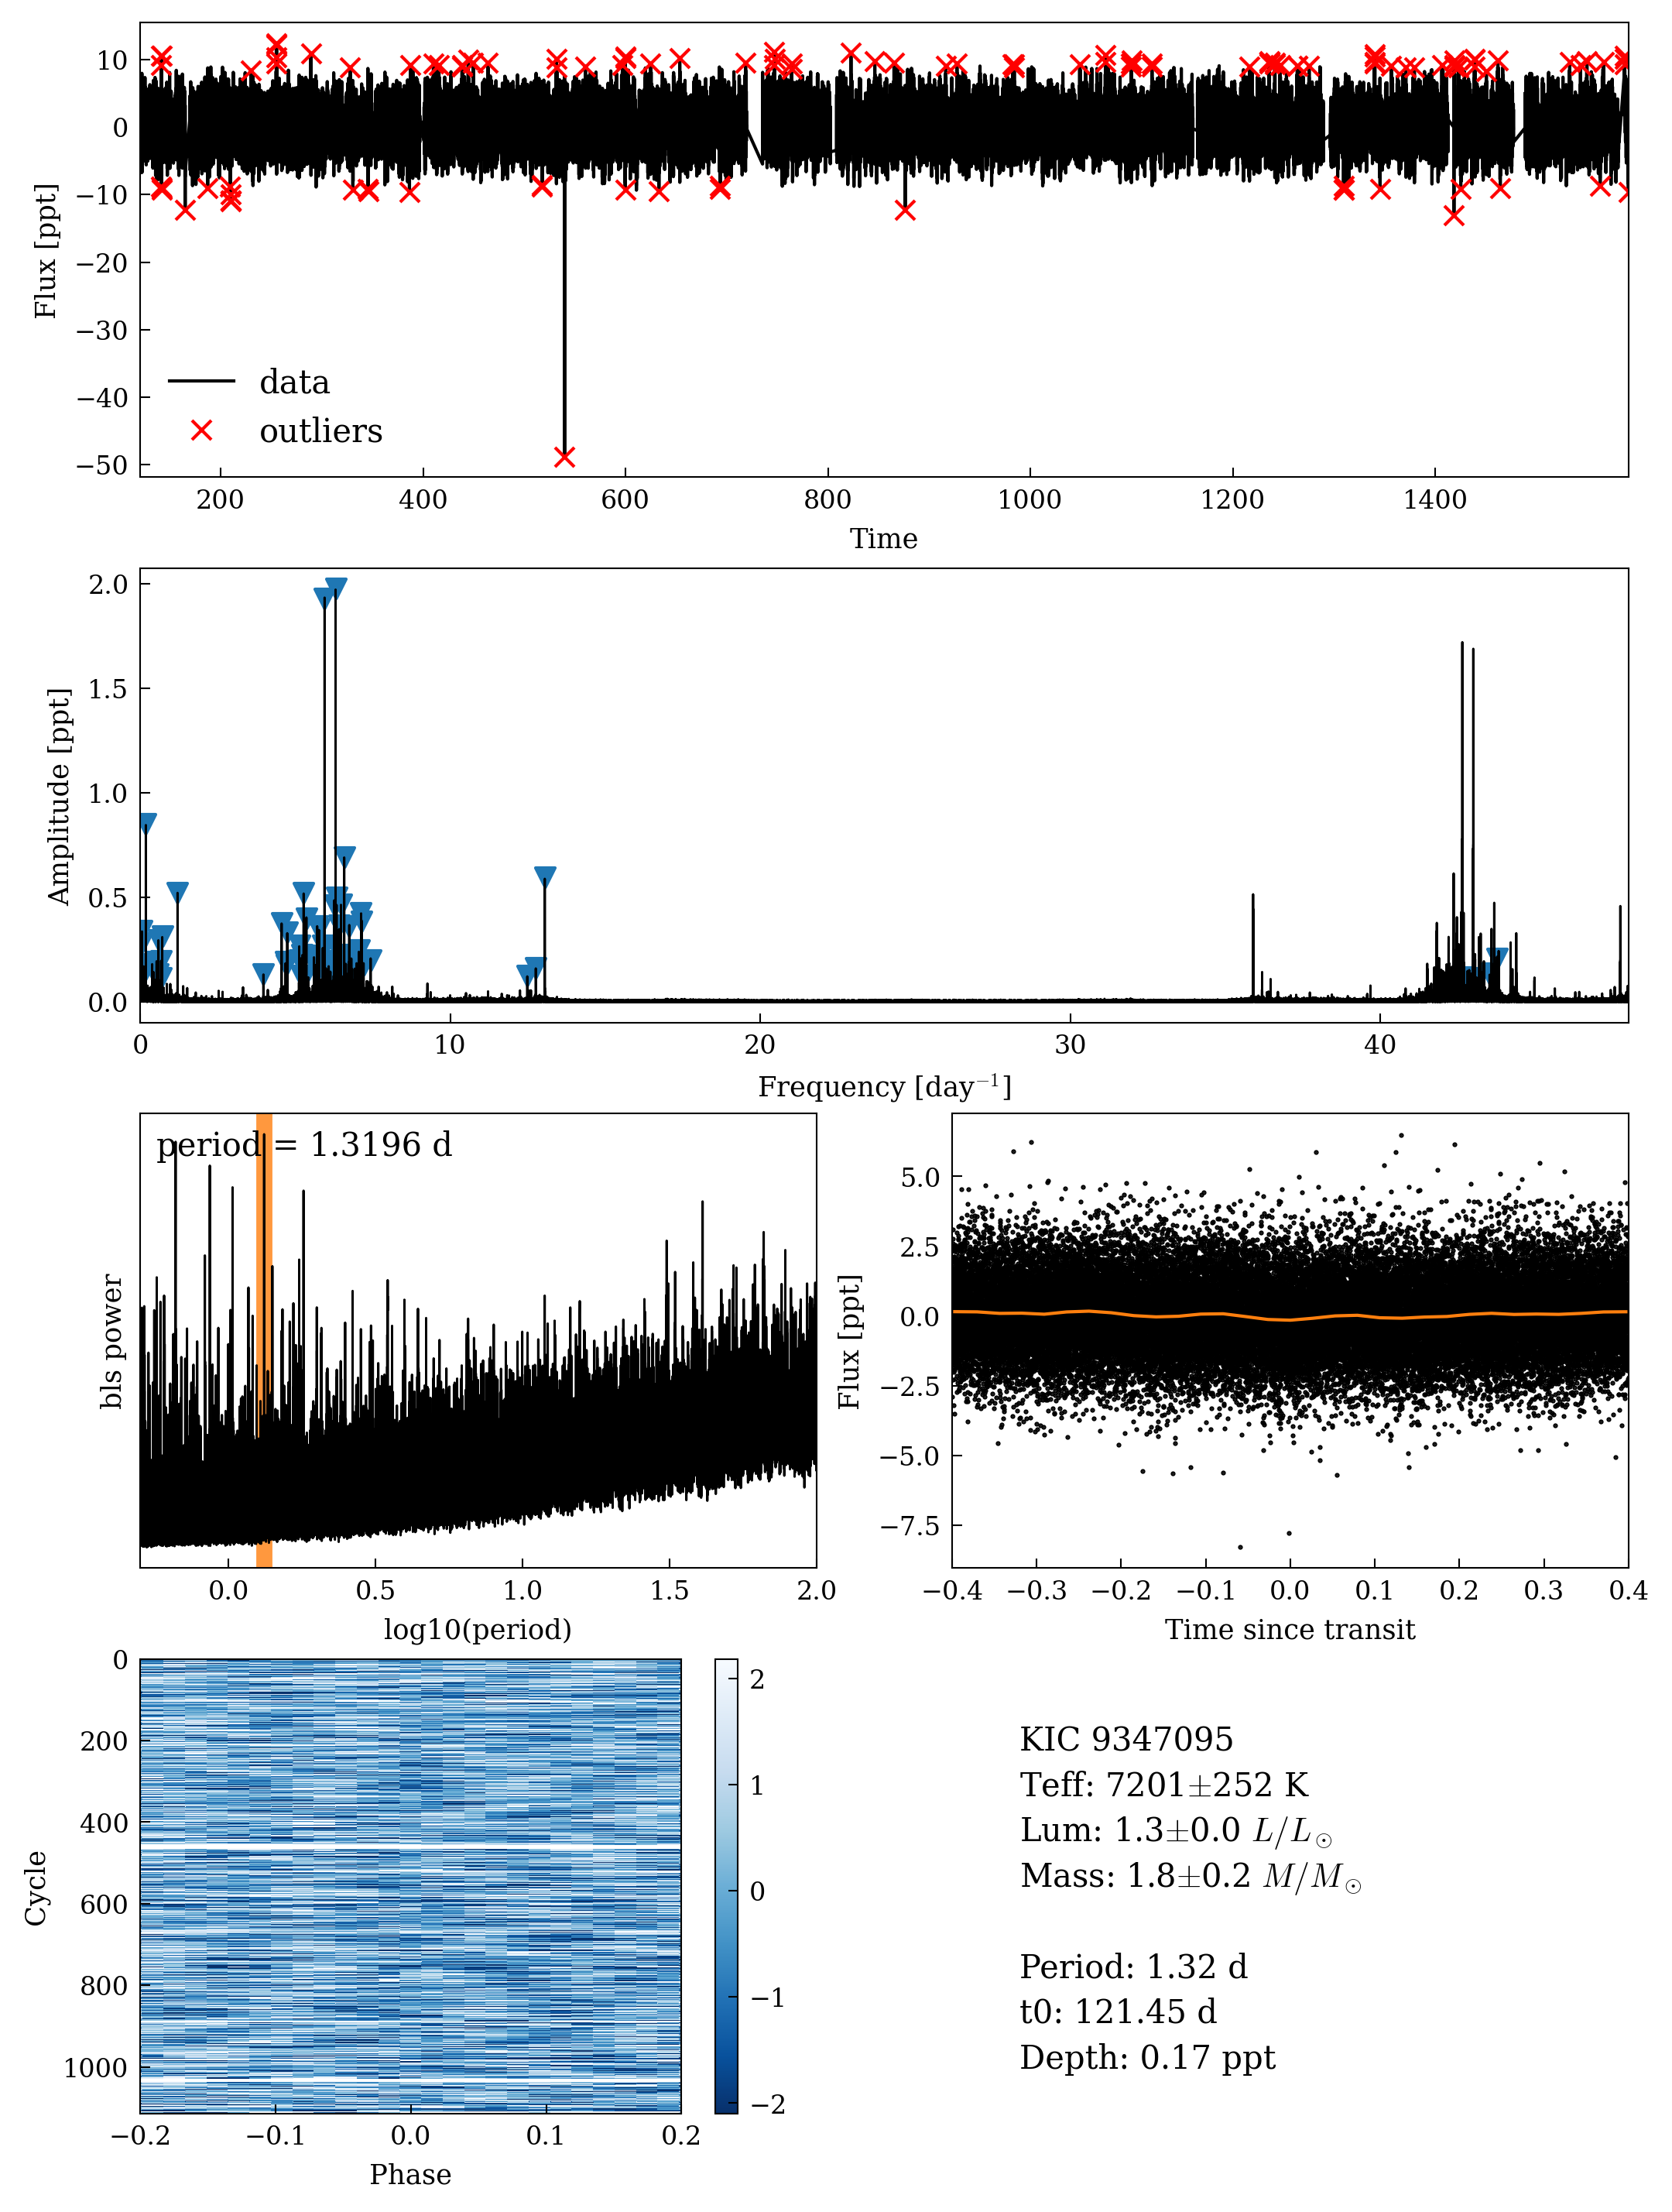 10
0
−10
−20
−30
−40
−50
Flux [ppt]
data
outliers
200 400 600 800 1000 1200 1400
Time
2.0
1.5
1.0
0.5
0.0
Amplitude [ppt]
0 10 20 30 40
Frequency [day⁻¹]
period = 1.3196 d
bls power
0.0 0.5 1.0 1.5 2.0
log10(period)
5.0
2.5
0.0
−2.5
−5.0
−7.5
Flux [ppt]
−0.4 −0.3 −0.2 −0.1 0.0 0.1 0.2 0.3 0.4
Time since transit
0
200
400
600
800
1000
Cycle
−0.2 −0.1 0.0 0.1 0.2
Phase
2
1
0
−1
−2
KIC 9347095
Teff: 7201±252 K
Lum: 1.3±0.0 L/L⊙
Mass: 1.8±0.2 M/M⊙
Period: 1.32 d
t0: 121.45 d
Depth: 0.17 ppt